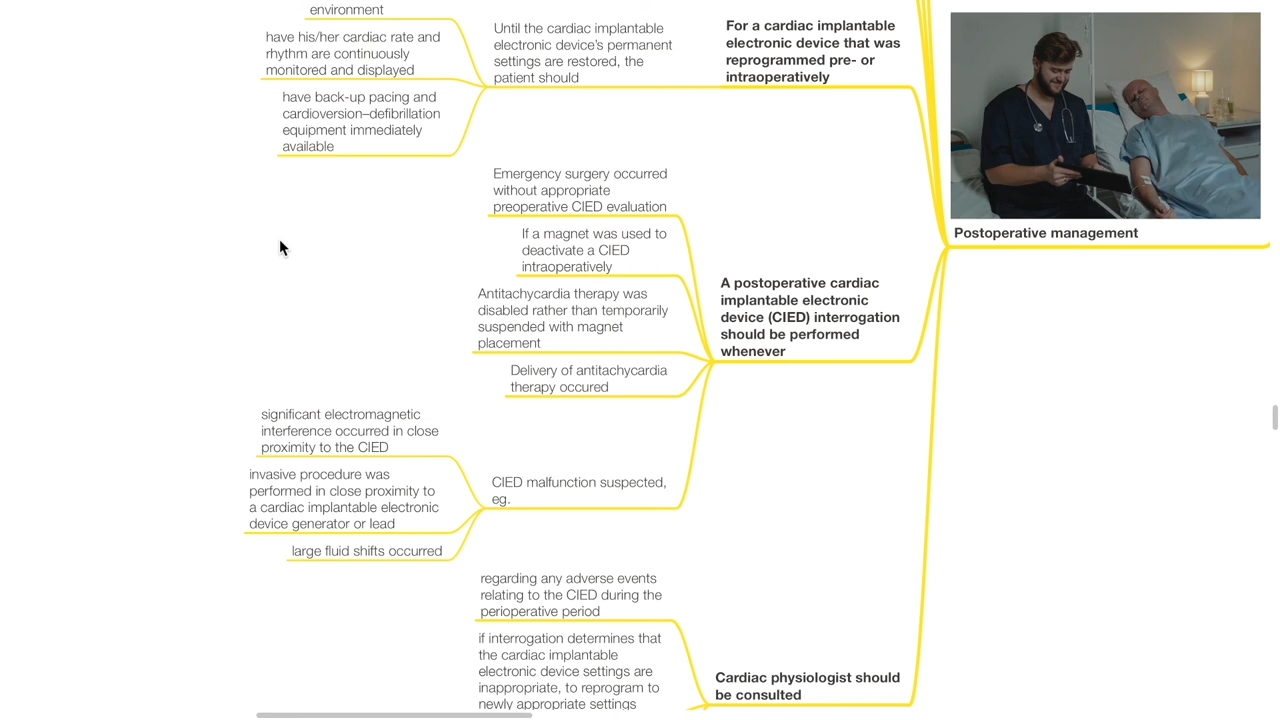 environment
have his/her cardiac rate and
rhythm are continuously
monitored and displayed
have back-up pacing and
cardioversion–defibrillation
equipment immediately
available
Until the cardiac implantable
electronic device's permanent
settings are restored, the
patient should
For a cardiac implantable
electronic device that was
reprogrammed pre- or
intraoperatively
Emergency surgery occurred
without appropriate
preoperative CIED evaluation
If a magnet was used to
deactivate a CIED
intraoperatively
Antitachycardia therapy was
disabled rather than temporarily
suspended with magnet
placement
Delivery of antitachycardia
therapy occured
significant electromagnetic
interference occurred in close
proximity to the CIED
invasive procedure was
performed in close proximity to
a cardiac implantable electronic
device generator or lead
large fluid shifts occurred
CIED malfunction suspected,
eg.
A postoperative cardiac
implantable electronic
device (CIED) interrogation
should be performed
whenever
regarding any adverse events
relating to the CIED during the
perioperative period
if interrogation determines that
the cardiac implantable
electronic device settings are
inappropriate, to reprogram to
newly appropriate settings
Cardiac physiologist should
be consulted
Postoperative management